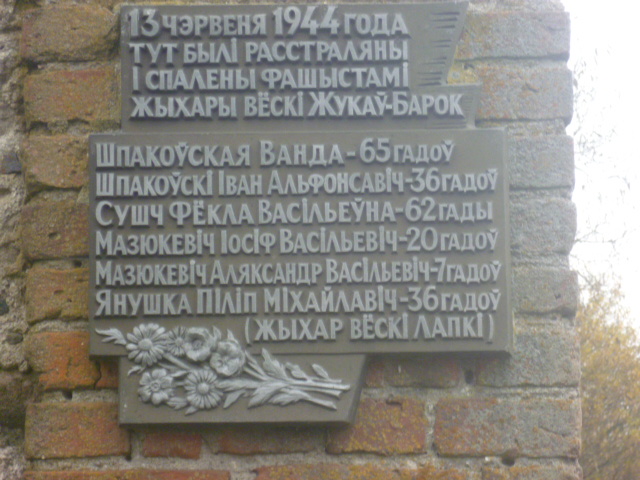 13 ЧЭРВЕНЯ 1944 ГОДА
ТУТ БЫЛІ РАССТРАЛЯНЫ
І СПАЛЕНЫ ФАШЫСТАМІ
ЖЫХАРЫ ВЁСКІ ЖУКАЎ-БАРОК
ШПАКОЎСКАЯ ВАНДА-65 ГАДОЎ
ШПАКОЎСКІ ІВАН АЛЬФОНСАВІЧ-36 ГАДОЎ
СУШЧ ФЁКЛА ВАСІЛЬЕЎНА-62 ГАДЫ
МАЗЮКЕВІЧ ІОСІФ ВАСІЛЬЕВІЧ-20 ГАДОЎ
МАЗЮКЕВІЧ АЛЯКСАНДР ВАСІЛЬЕВІЧ-7 ГАДОЎ
ЯНУШКА ПІЛІП МІХАЙЛАВІЧ-36 ГАДОЎ
(ЖЫХАР ВЁСКІ ЛАПКІ)